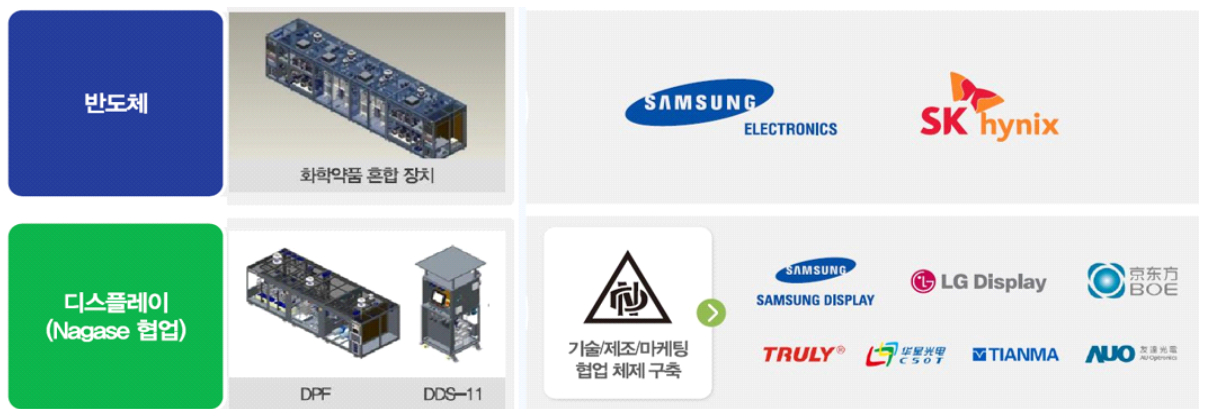 반도체
화학약품 혼합 장치
SAMSUNG
ELECTRONICS
SK hynix
디스플레이
(Nagase 협업)
DPF
DDS-11
기술/제조/마케팅
협업 체제 구축
SAMSUNG
SAMSUNG DISPLAY
LG Display
京东方
BOE
TRULY®
华星光电
CSOT
TIANMA
AUO 友達光電
AU Optronics